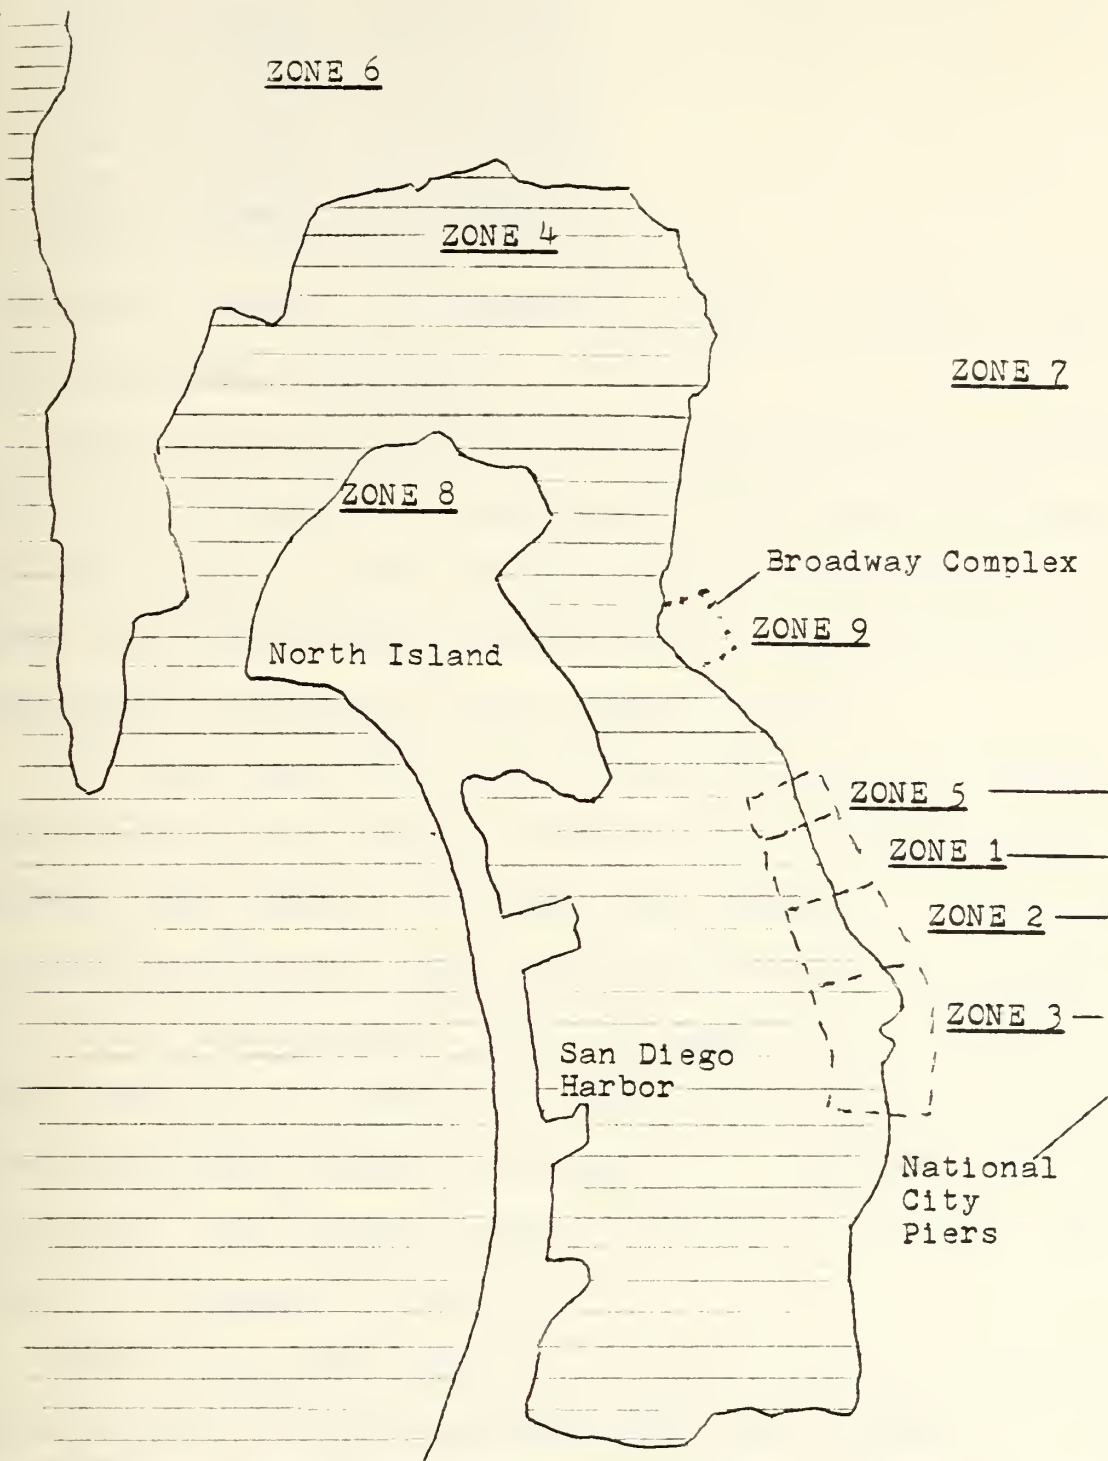 ZONE 6
ZONE 4
ZONE 7
ZONE 8
Broadway Complex
ZONE 9
North Island
ZONE 5
ZONE 1
ZONE 2
ZONE 3
San Diego
Harbor
National
City
Piers